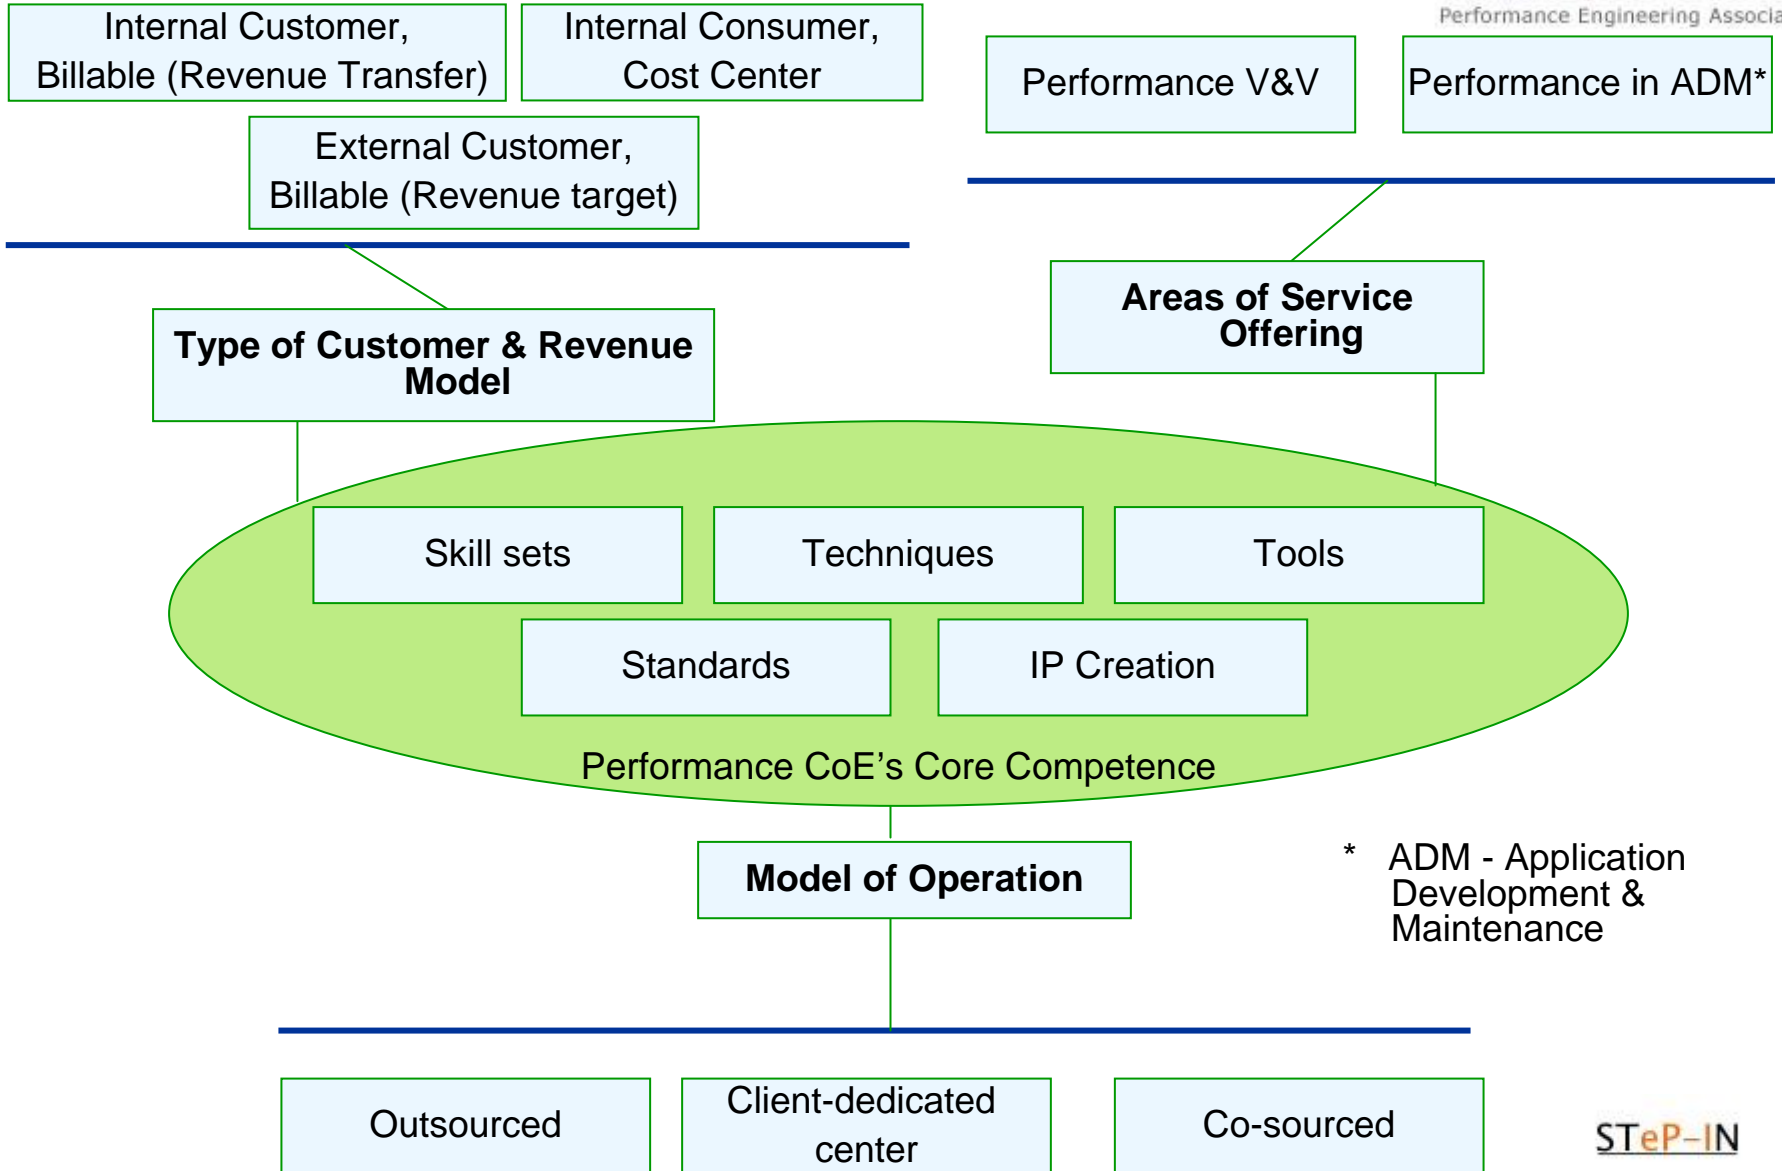 Performance Engineering
Internal Customer,
Billable (Revenue Transfer)
Internal Consumer,
Cost Center
External Customer,
Billable (Revenue target)
Performance V&V
Performance in ADM*
Type of Customer & Revenue
Model
Areas of Service
Offering
Skill sets
Techniques
Tools
Standards
IP Creation
Performance CoE’s Core Competence
Model of Operation
* ADM - Application
Development &
Maintenance
Outsourced
Client-dedicated
center
Co-sourced
STeP-IN